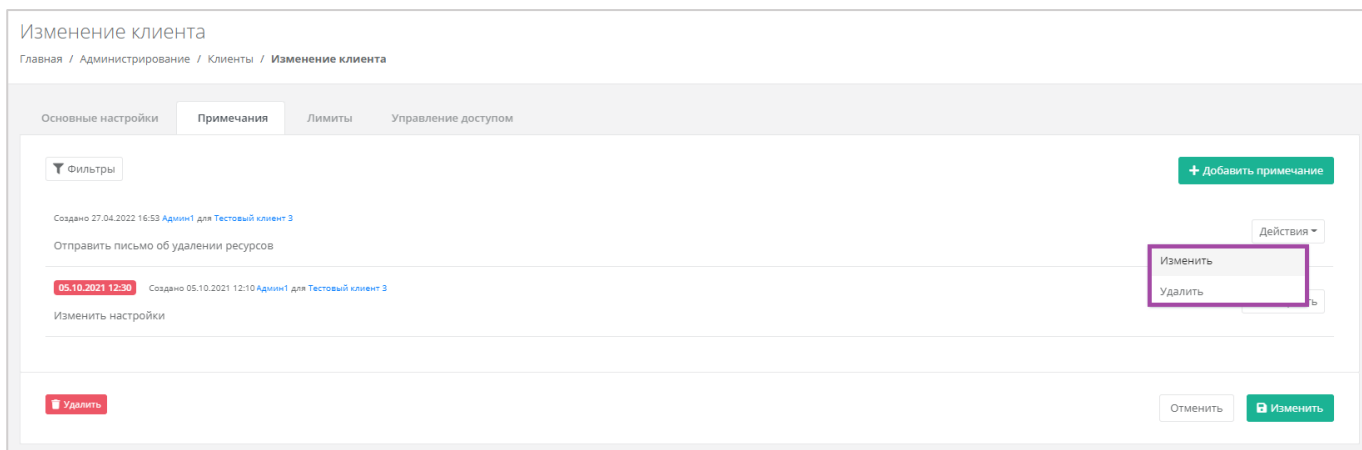 Изменение клиента
Главная / Администрирование / Клиенты / Изменение клиента
Основные настройки Примечания Лимиты Управление доступом
Фильтры + Добавить примечание
Создано 27.04.2022 16:53 Админ1 для Тестовый клиент 3
Действия
Отправить письмо об удалении ресурсов
Изменить
05.10.2021 12:30 Создано 05.10.2021 12:10 Админ1 для Тестовый клиент 3
Удалить
Изменить настройки
Удалить Отменить Изменить